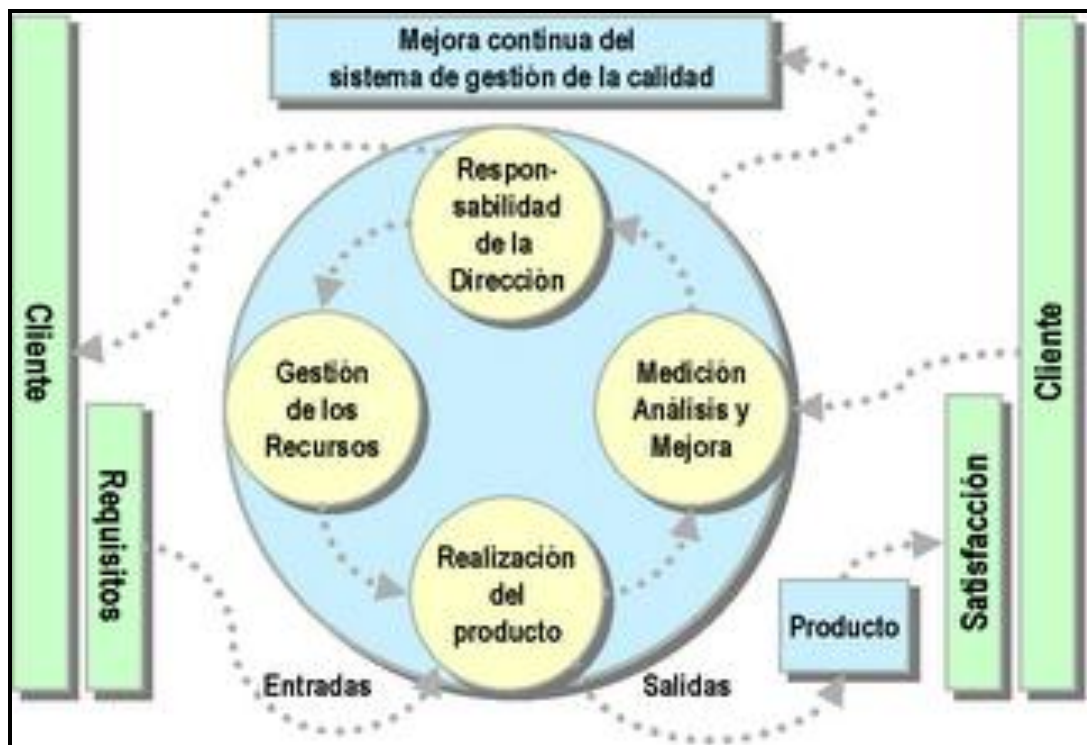 Mejora continua del
sistema de gestión de la calidad
Cliente
Requisitos
Respon-
sabilidad
de la
Dirección
Gestión
de los
Recursos
Medición
Análisis y
Mejora
Realización
del
producto
Entradas
Salidas
Producto
Satisfacción
Cliente